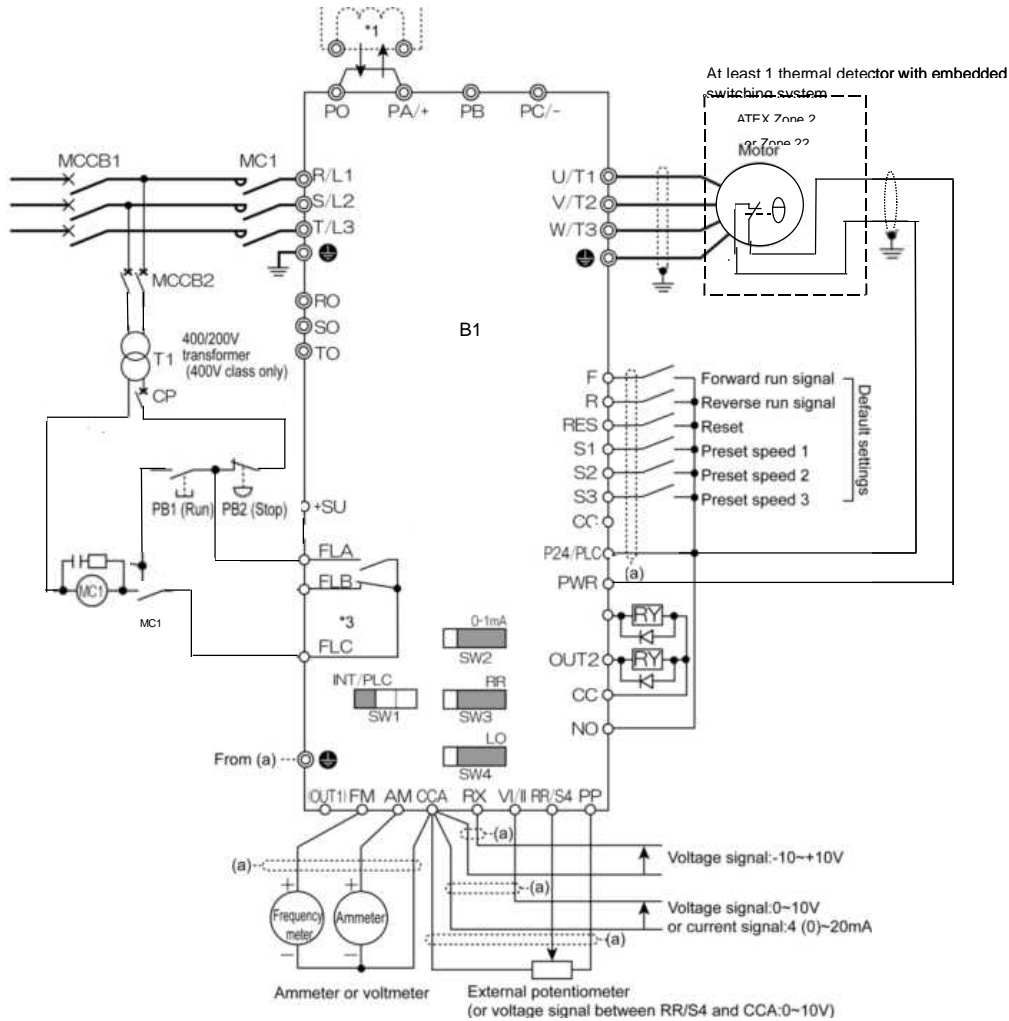 *1
At least 1 thermal detector with embedded
switching system
ATEX Zone 2
or Zone 22
Motor
PO
PA/+
PB
PC/-
MCCB1
MC1
R/L1
S/L2
T/L3
U/T1
V/T2
W/T3
MCCB2
RO
SO
TO
B1
T1
400/200V
transformer
(400V class only)
CP
F
Forward run signal
R
Reverse run signal
RES
Reset
S1
Preset speed 1
S2
Preset speed 2
S3
Preset speed 3
Default settings
PB1 (Run)
PB2 (Stop)
+SU
CC
FLA
P24/PLC
(a)
FLB
PWR
MC1
MC1
*3
FLC
0-1mA
SW2
RY
OUT2
RY
INT/PLC
SW1
RR
SW3
CC
NO
LO
SW4
From (a)
(OUT1)
FM
AM
CCA
RX
VI/II
RR/S4
PP
(a)
(a)
Voltage signal:-10~+10V
(a)
Voltage signal:0~10V
or current signal:4 (0)~20mA
(a)
+
+
Frequency
meter
Ammeter
−
−
Ammeter or voltmeter
External potentiometer
(or voltage signal between RR/S4 and CCA:0~10V)